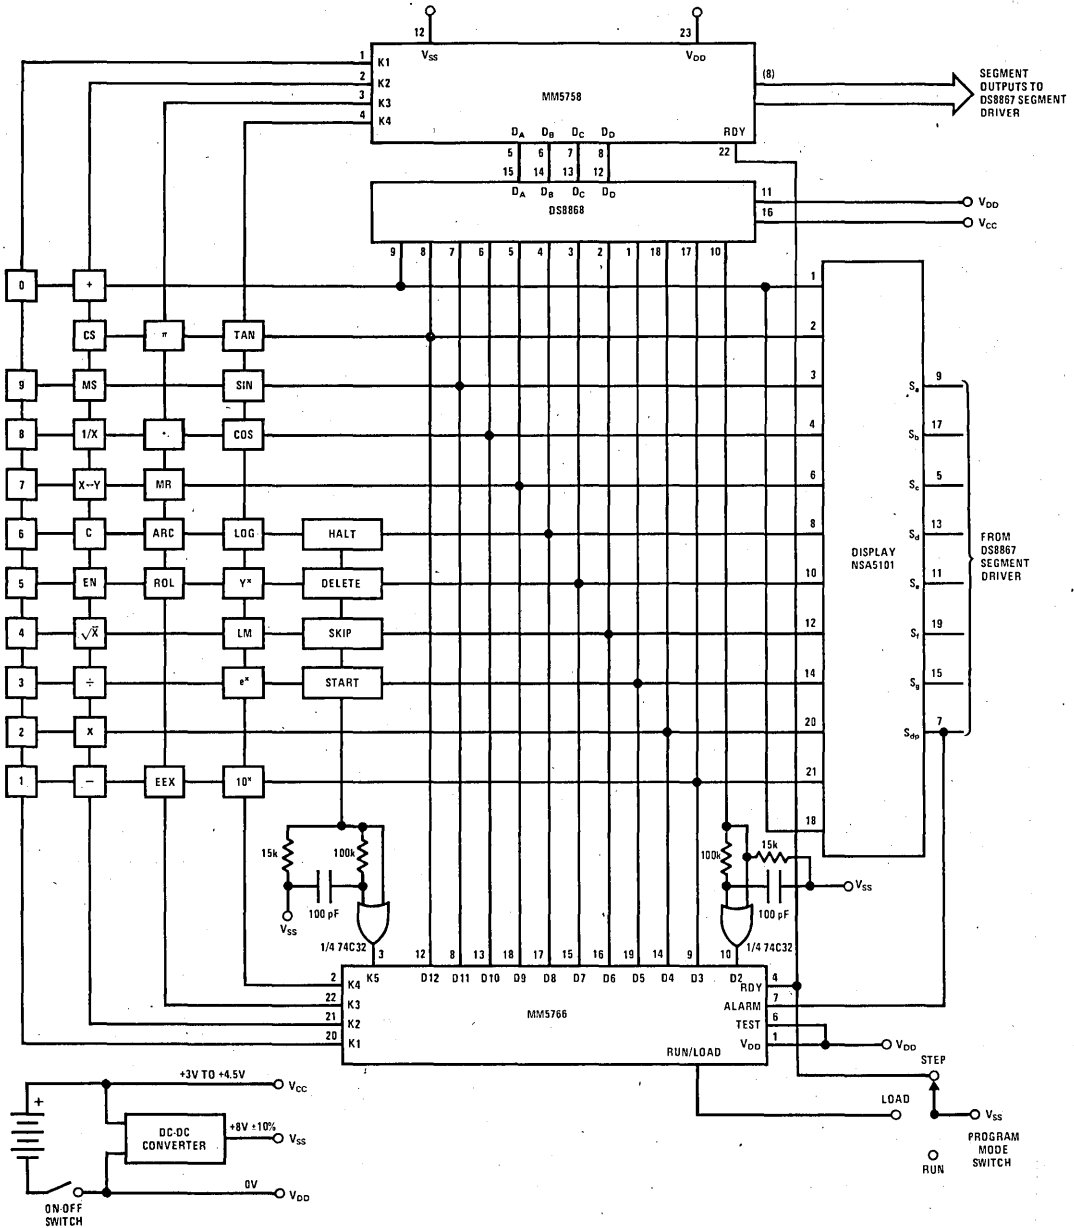 12
23
VSS
VDD
1 K1
2 K2
3 K3
4 K4
MM5758
(8)
SEGMENT
OUTPUTS TO
DS8867 SEGMENT
DRIVER
DA DB DC DD RDY
5 6 7 8 22
15 14 13 12
DA DB DC DD
DS8868
11 VDD
16 VCC
9 8 7 6 5 4 3 2 1 18 17 10
0 + 1
CS π TAN 2
9 MS SIN 3
8 1/X · COS 4
7 X↔Y MR 6
6 C ARC LOG HALT 8
5 EN ROL Yx DELETE 10
4 √X LM SKIP 12
3 ÷ ex START 14
2 X 20
1 − EEX 10x 21
18
DISPLAY
NSA5101
Sa 9
Sb 17
Sc 5
Sd 13
Se 11
Sf 19
Sg 15
Sdp 7
FROM
DS8867
SEGMENT
DRIVER
15k 100k
100 pF
VSS
1/4 74C32
100k 15k
100 pF
VSS
1/4 74C32
3 12 8 13 18 17 15 16 19 14 9 10
K5 D12 D11 D10 D9 D8 D7 D6 D5 D4 D3 D2
2 K4
22 K3
21 K2
20 K1
MM5766
RDY 4
ALARM 7
TEST 6
VDD 1
VDD
RUN/LOAD
STEP
LOAD
VSS
RUN
PROGRAM
MODE
SWITCH
+3V TO +4.5V
VCC
+
DC-DC
CONVERTER
+8V ±10%
VSS
0V
VDD
ON-OFF
SWITCH